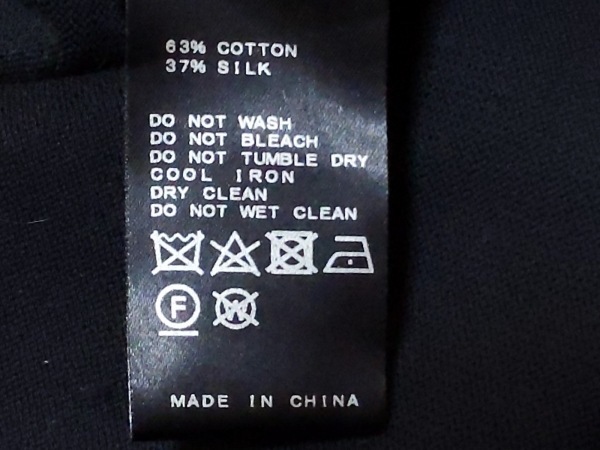 63% COTTON
37% SILK
DO NOT WASH
DO NOT BLEACH
DO NOT TUMBLE DRY
COOL IRON
DRY CLEAN
DO NOT WET CLEAN
F W
MADE IN CHINA